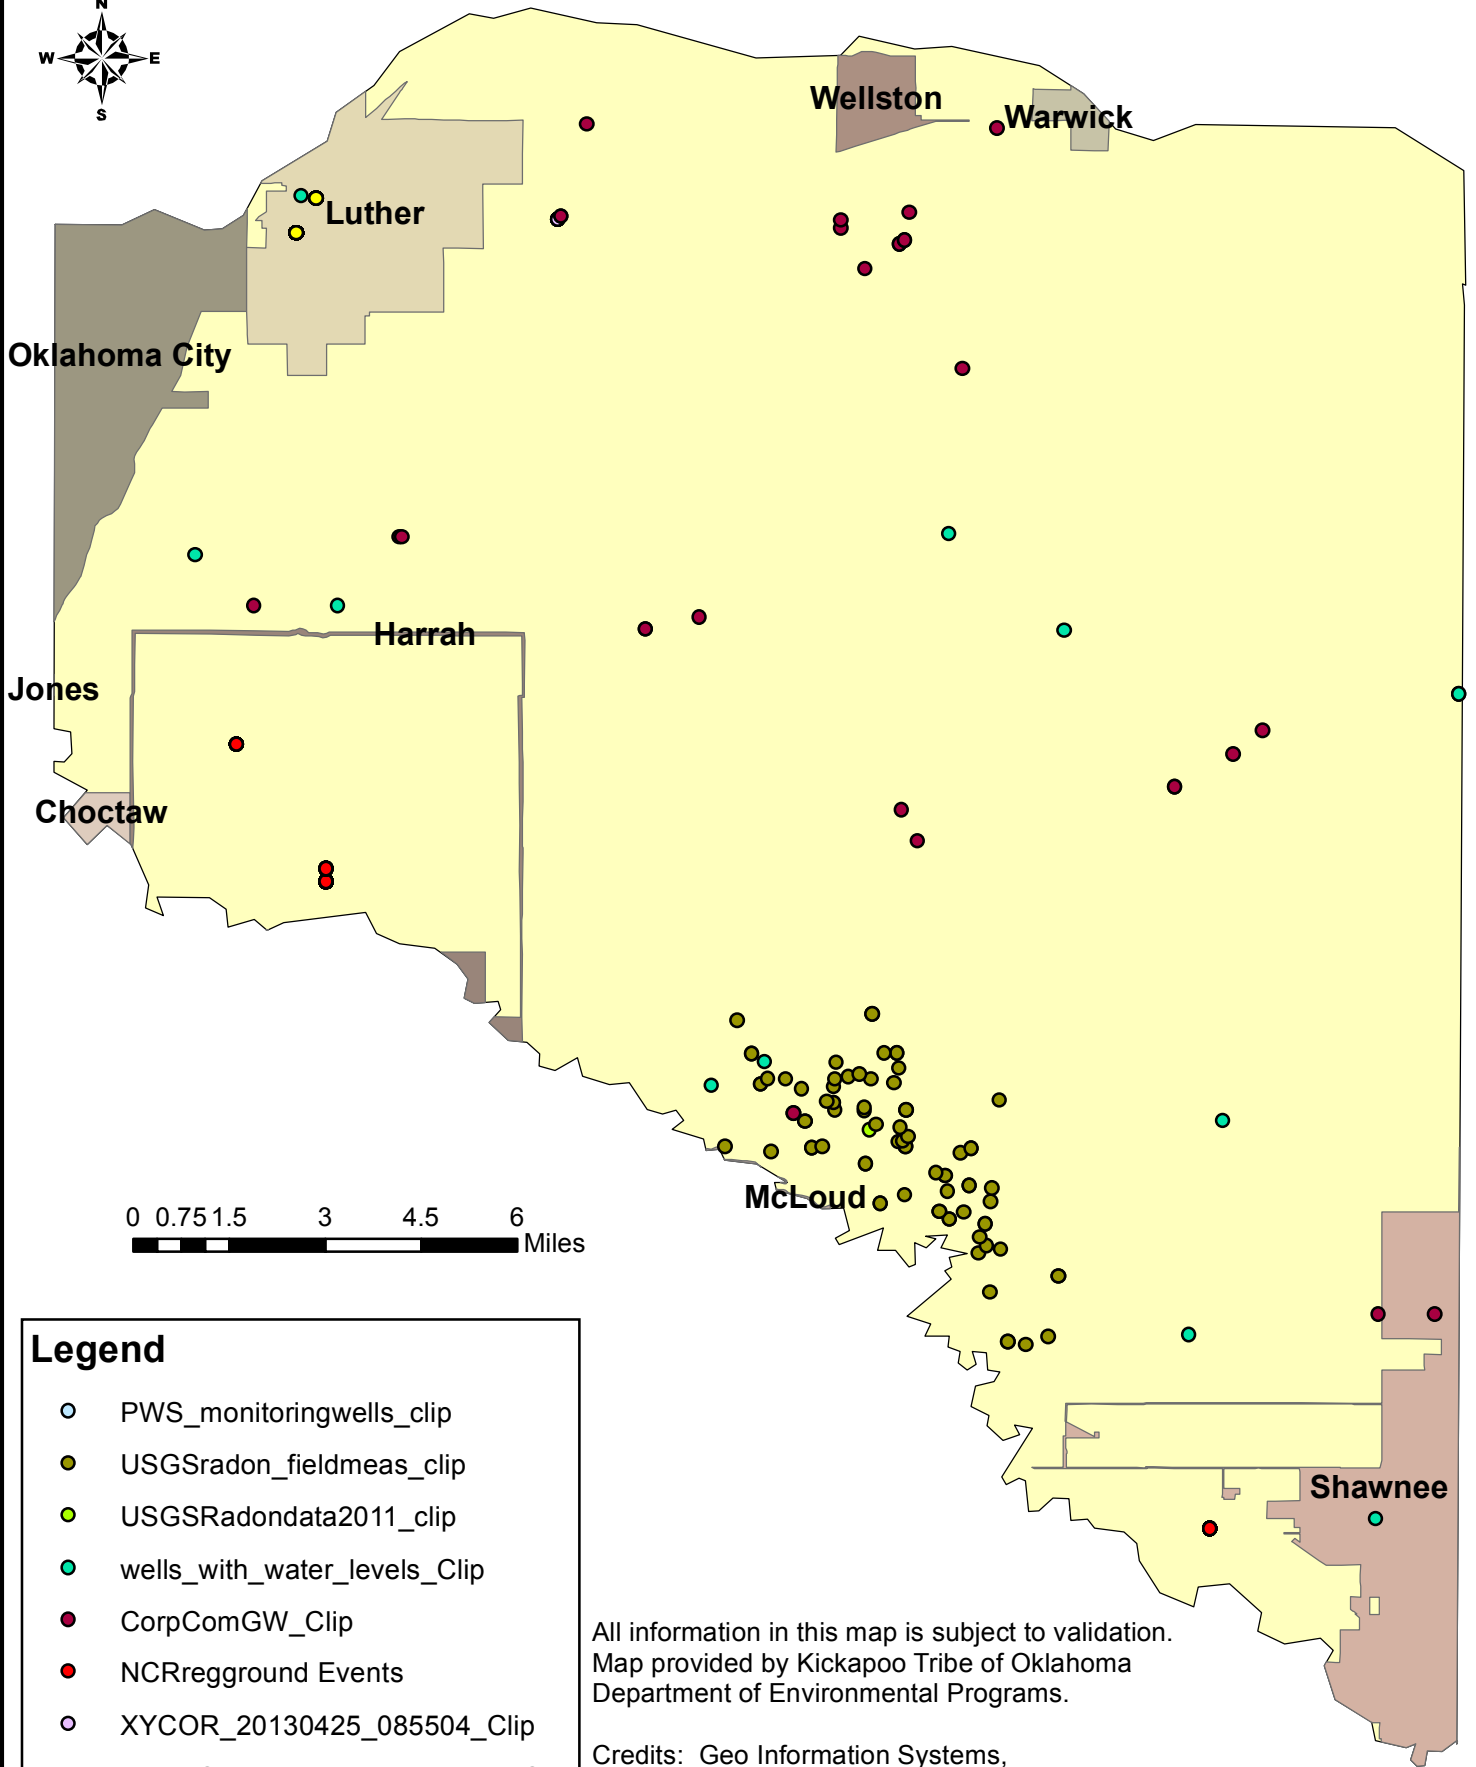 N
W E
S
Wellston
Warwick
Luther
Oklahoma City
Harrah
Jones
Choctaw
McLoud
0 0.75 1.5 3 4.5 6
Miles
Shawnee
Legend
PWS_monitoringwells_clip
USGSradon_fieldmeas_clip
USGSRadondata2011_clip
wells_with_water_levels_Clip
CorpComGW_Clip
NCRregground Events
XYCOR_20130425_085504_Clip
All information in this map is subject to validation.
Map provided by Kickapoo Tribe of Oklahoma
Department of Environmental Programs.
Credits: Geo Information Systems,